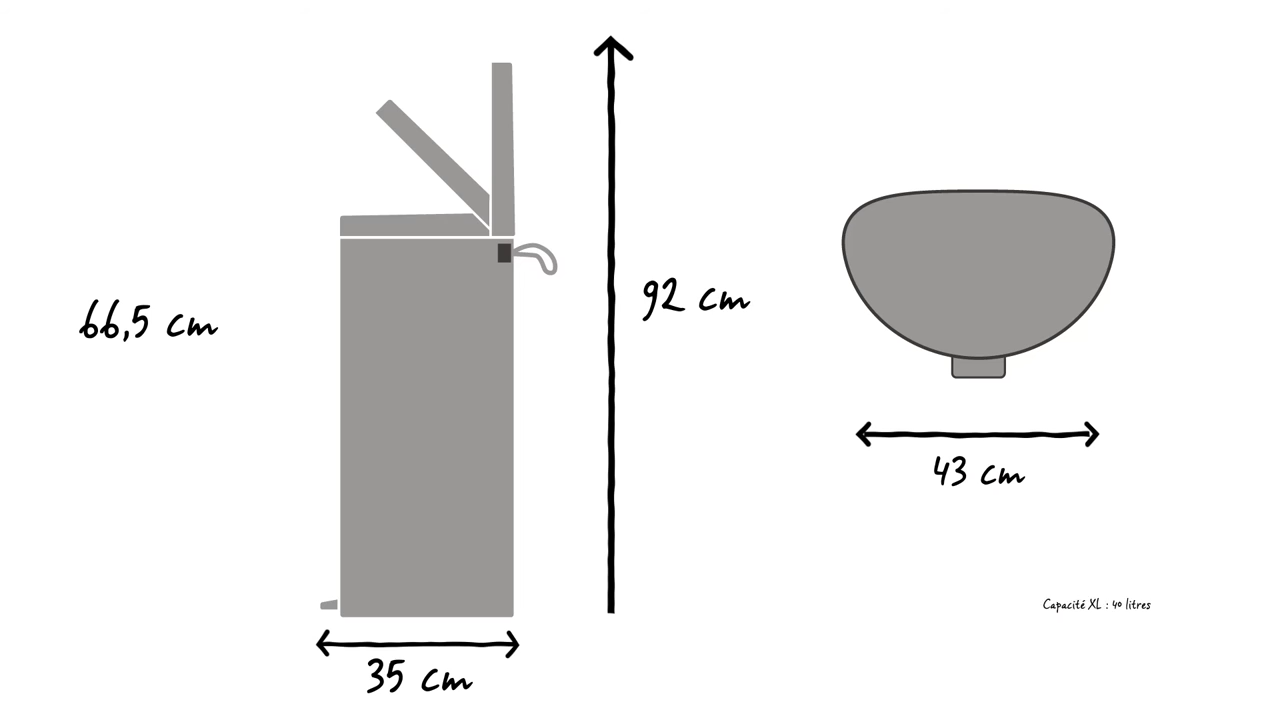 66,5 cm
92 cm
43 cm
Capacité XL : 40 litres
35 cm